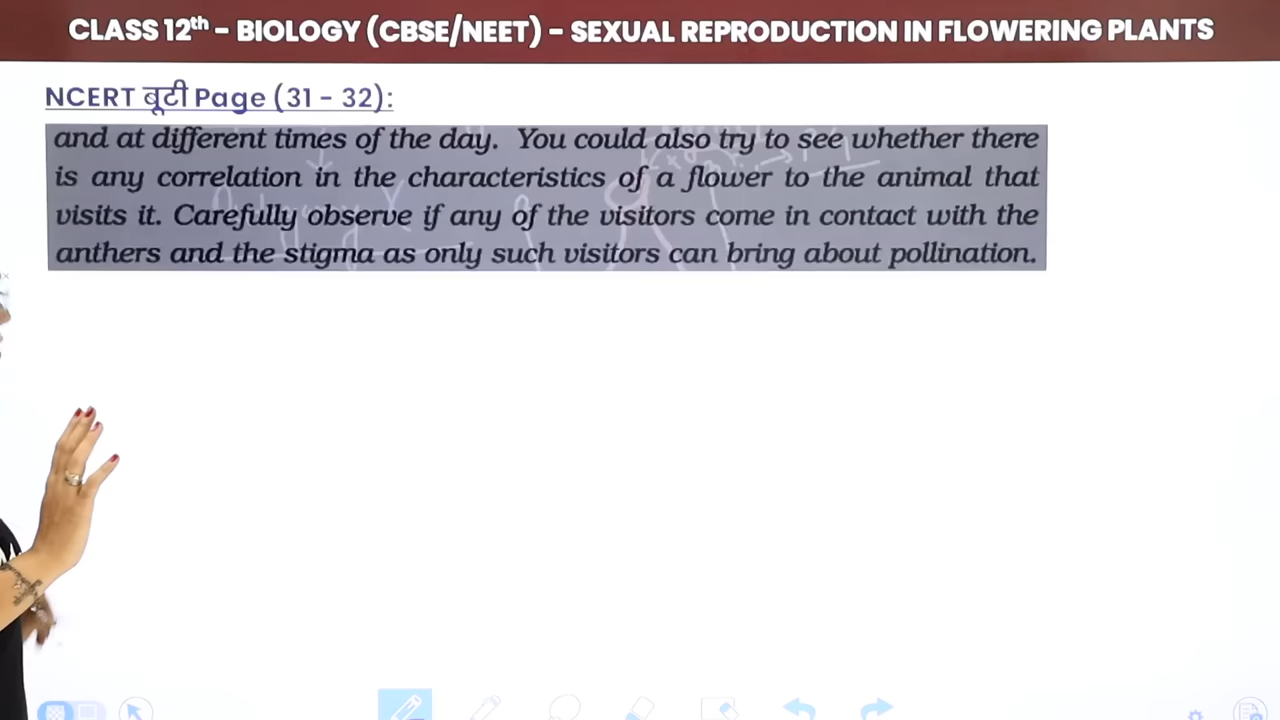 CLASS 12th - BIOLOGY (CBSE/NEET) - SEXUAL REPRODUCTION IN FLOWERING PLANTS
NCERT बूटी Page (31 - 32):
and at different times of the day. You could also try to see whether there
is any correlation in the characteristics of a flower to the animal that
visits it. Carefully observe if any of the visitors come in contact with the
anthers and the stigma as only such visitors can bring about pollination.